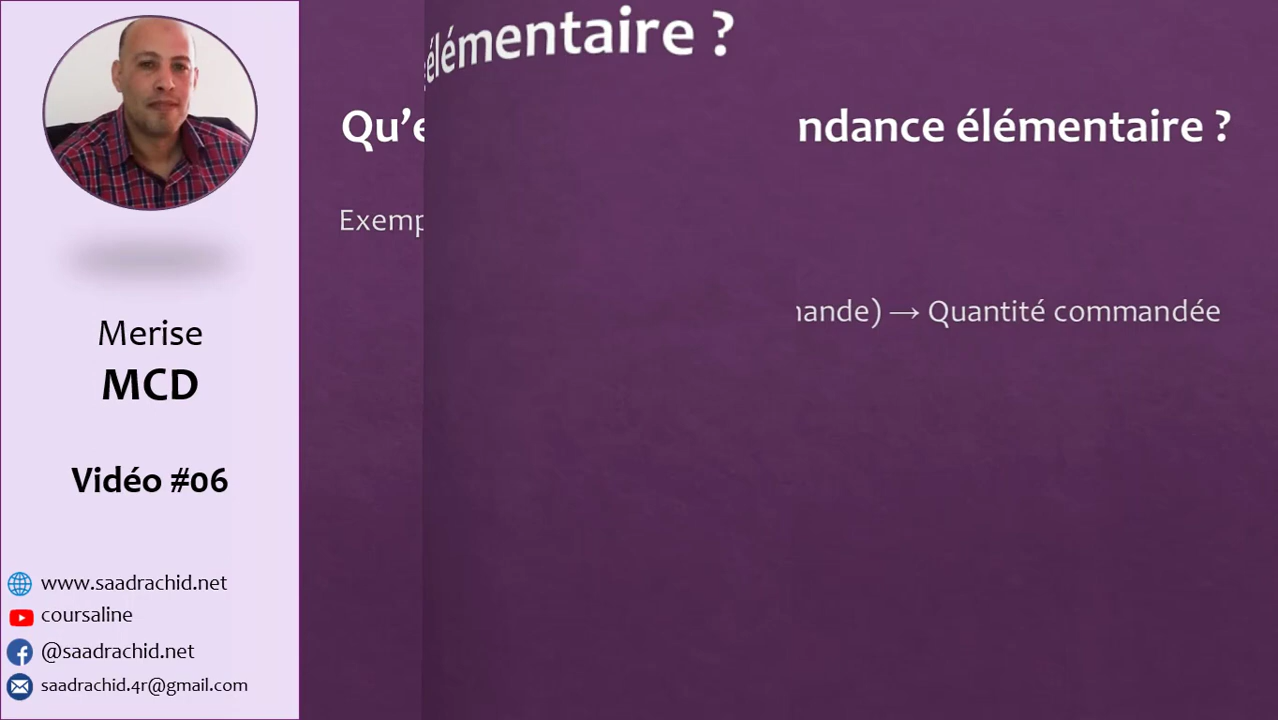 élémentaire ?
Qu'e
ndance élémentaire ?
Exemp
ande) → Quantité commandée
Merise
MCD
Vidéo #06
www.saadrachid.net
coursaline
@saadrachid.net
saadrachid.4r@gmail.com